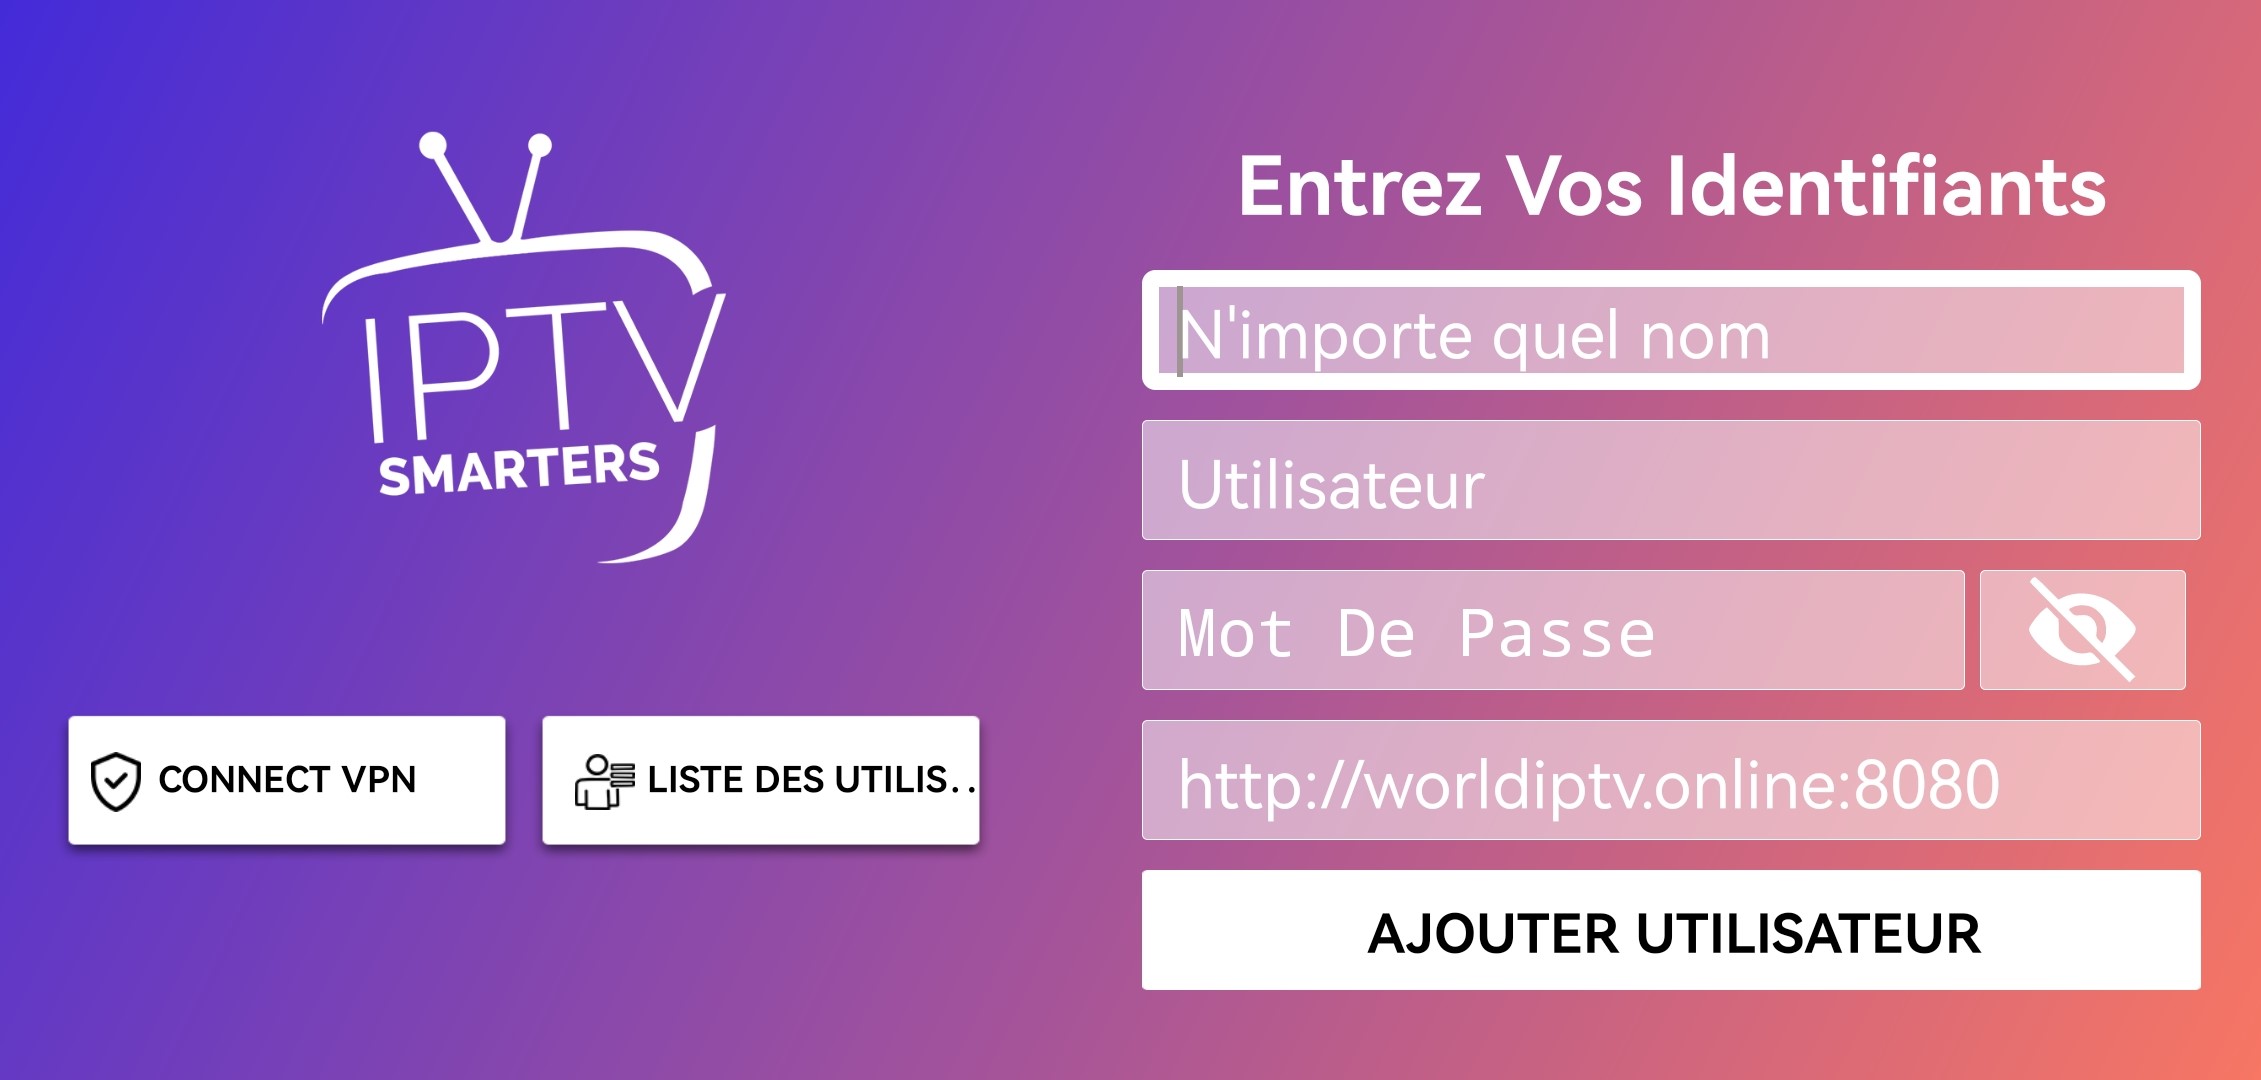 IPTV
SMARTERS
CONNECT VPN
LISTE DES UTILIS..
Entrez Vos Identifiants
N'importe quel nom
Utilisateur
Mot De Passe
http://worldiptv.online:8080
AJOUTER UTILISATEUR